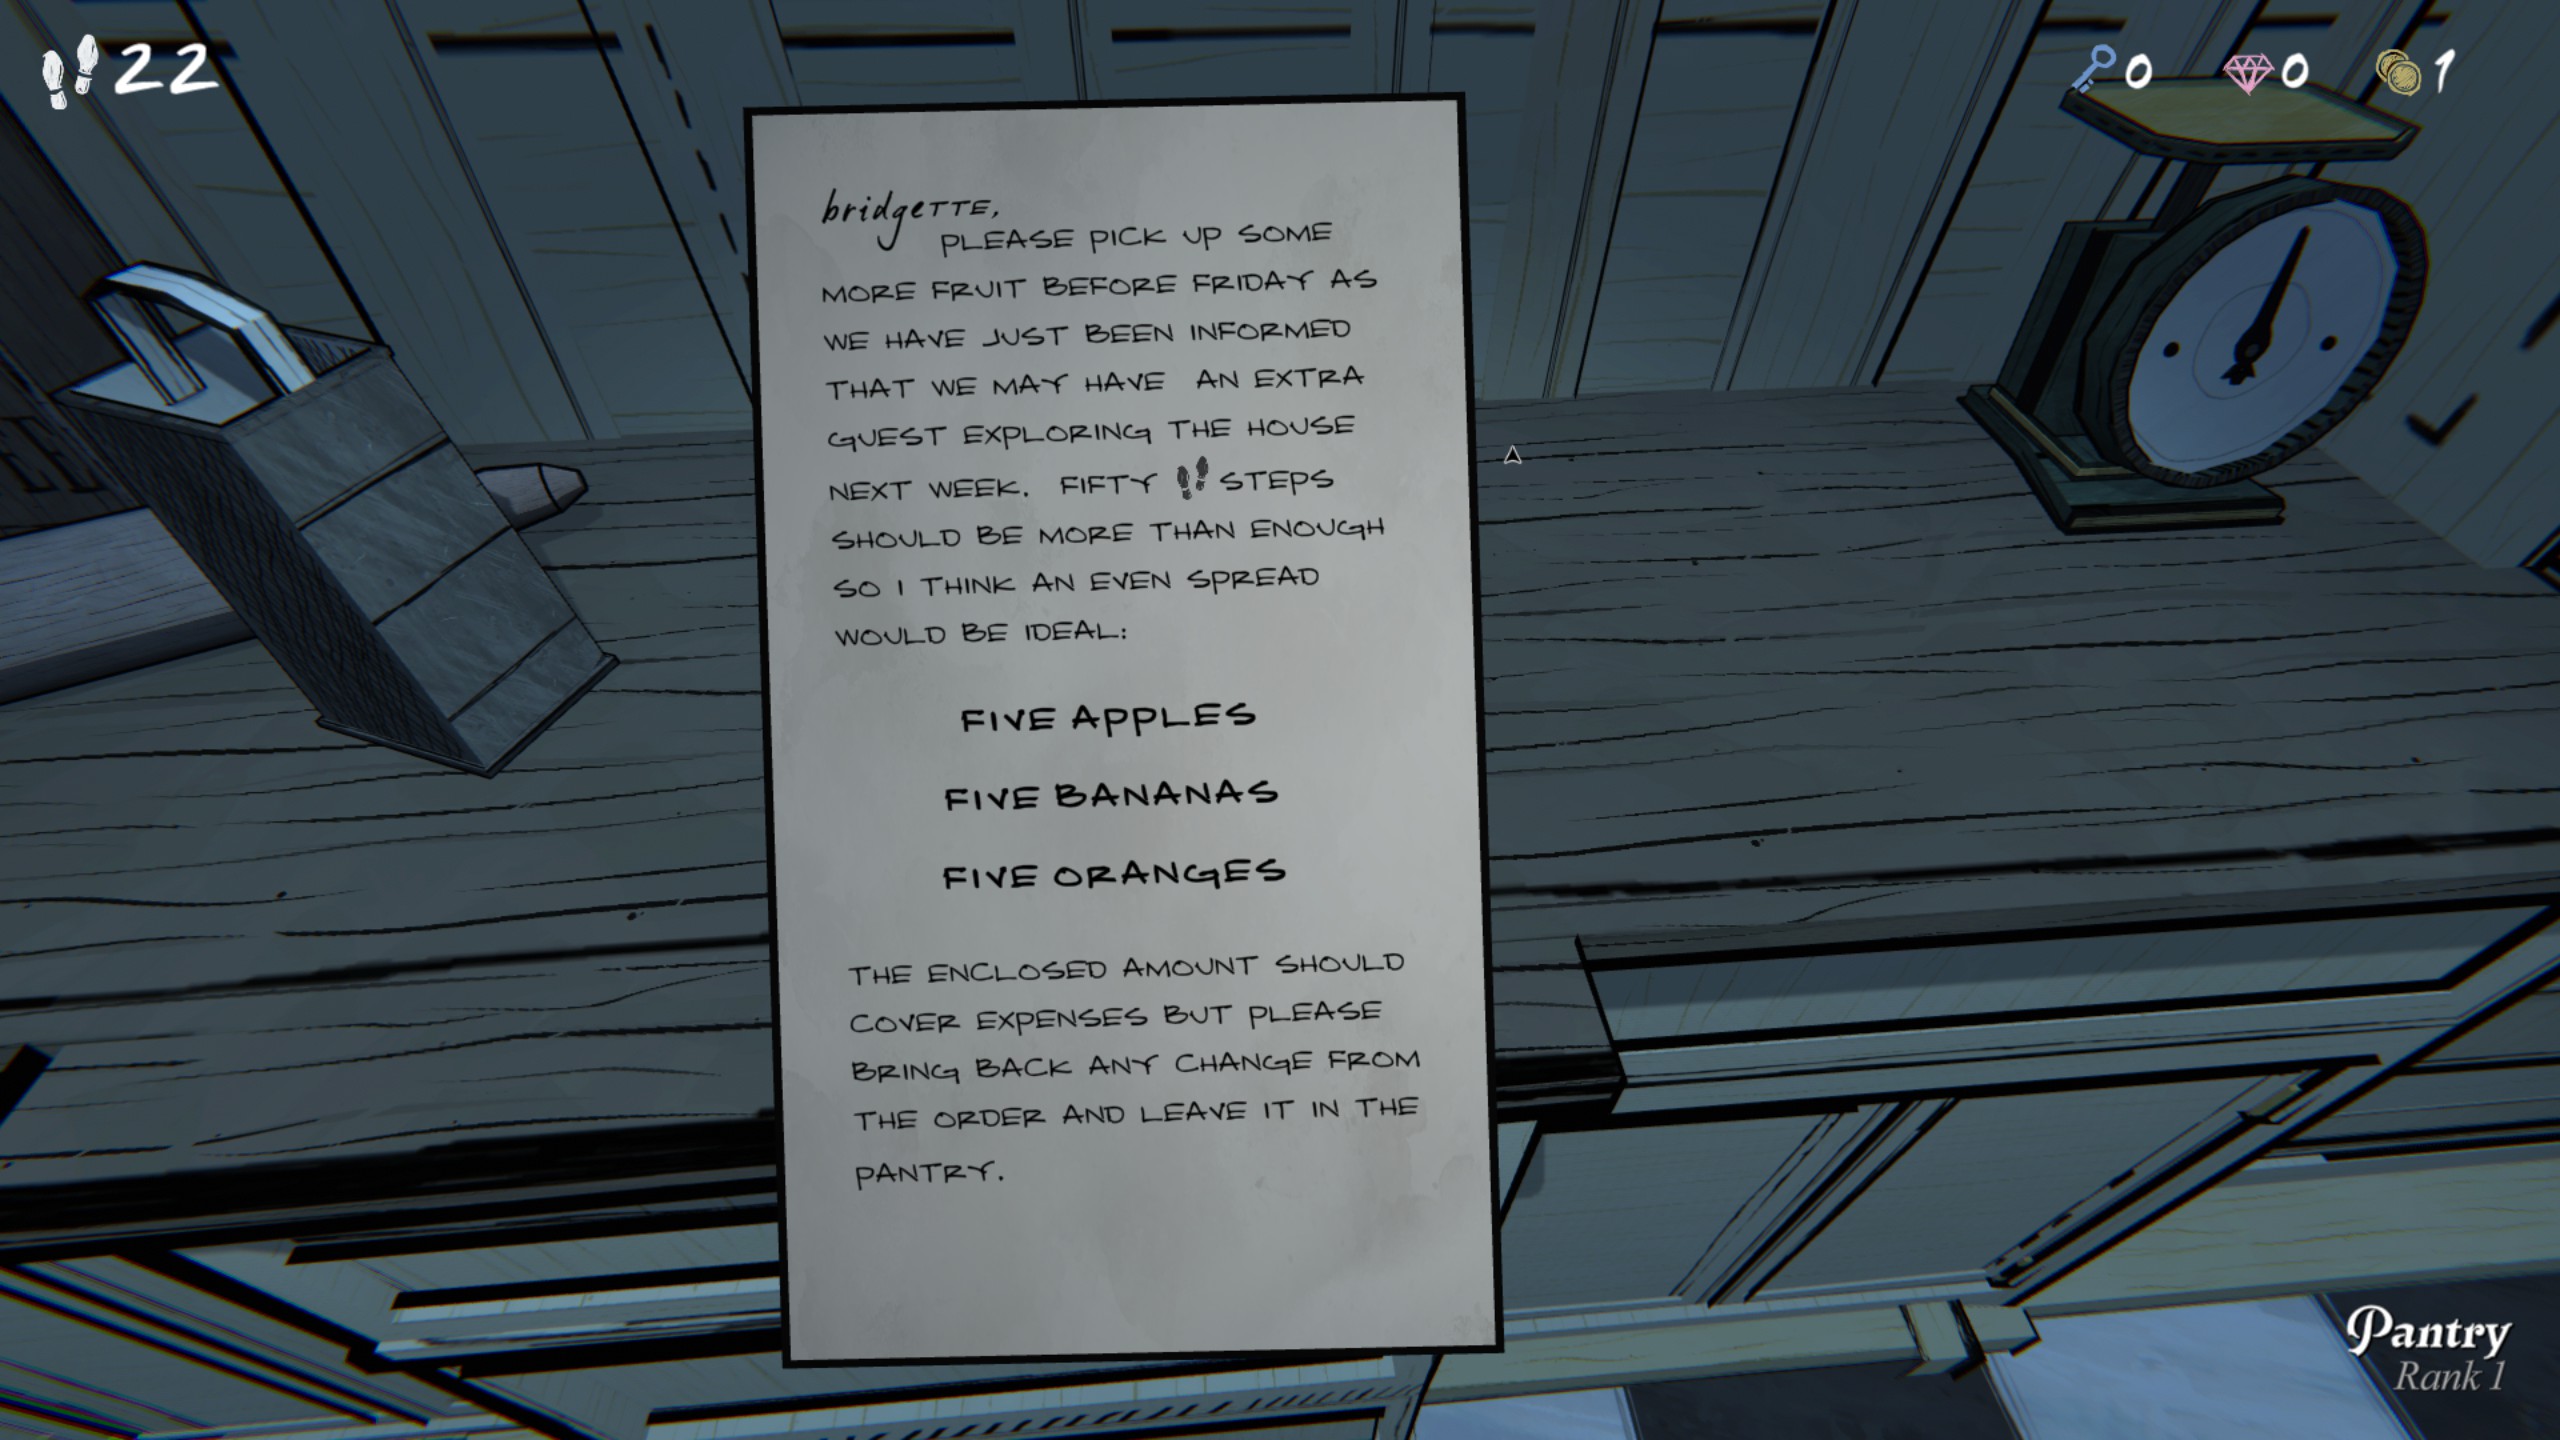 22
0
0
1
bridgeTTE,
PLEASE PICK UP SOME
MORE FRUIT BEFORE FRIDAY AS
WE HAVE JUST BEEN INFORMED
THAT WE MAY HAVE AN EXTRA
GUEST EXPLORING THE HOUSE
NEXT WEEK. FIFTY STEPS
SHOULD BE MORE THAN ENOUGH
SO I THINK AN EVEN SPREAD
WOULD BE IDEAL:
FIVE APPLES
FIVE BANANAS
FIVE ORANGES
THE ENCLOSED AMOUNT SHOULD
COVER EXPENSES BUT PLEASE
BRING BACK ANY CHANGE FROM
THE ORDER AND LEAVE IT IN THE
PANTRY.
Pantry
Rank 1